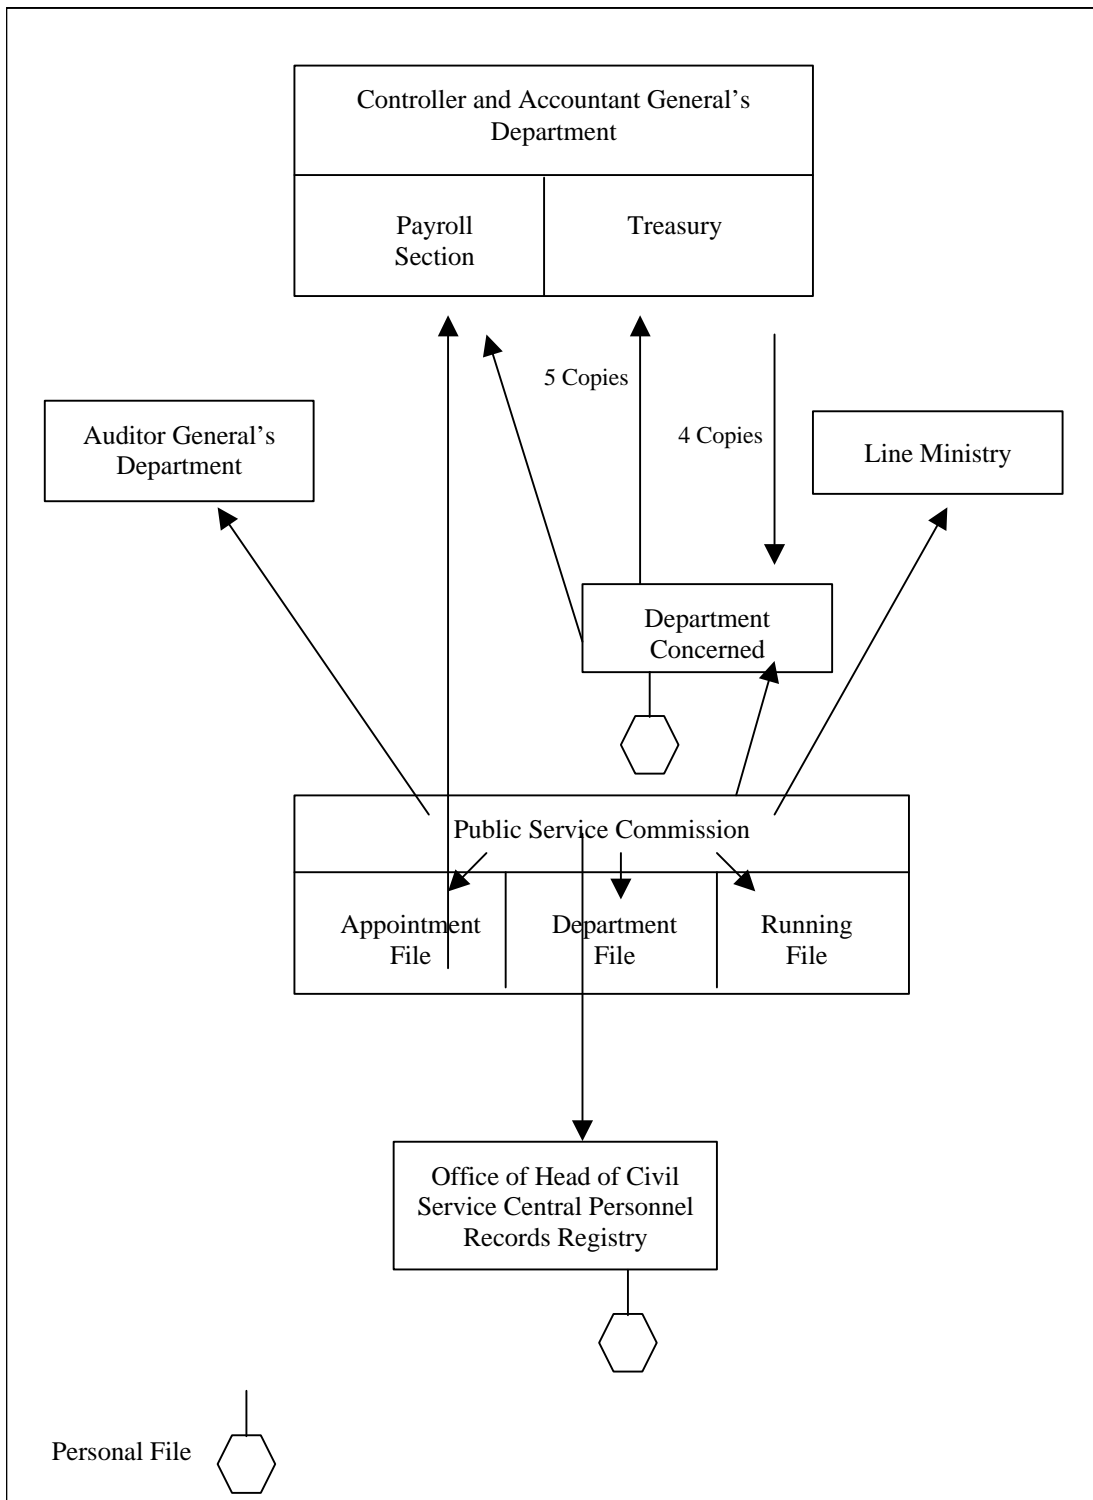 Controller and Accountant General’s
Department
Payroll
Section
Treasury
5 Copies
4 Copies
Auditor General’s
Department
Line Ministry
Department
Concerned
Public Service Commission
Appointment
File
Department
File
Running
File
Office of Head of Civil
Service Central Personnel
Records Registry
Personal File